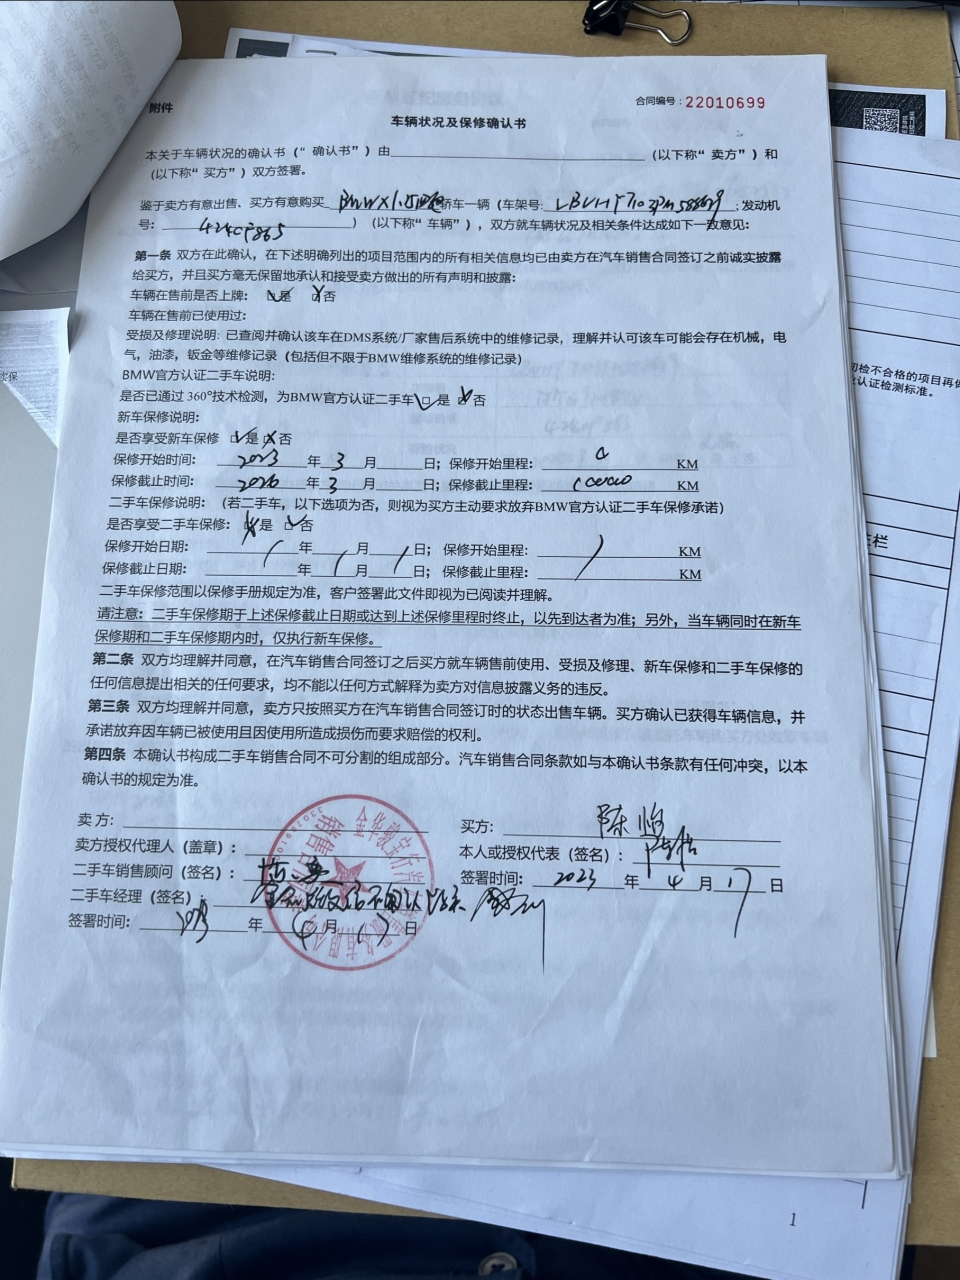 附件
合同编号：22010699
车辆状况及保修确认书
本关于车辆状况的确认书（“确认书”）由 （以下称“卖方”）和
（以下称“买方”）双方签署。
鉴于卖方有意出售、买方有意购买 BMWX1 轿车一辆（车架号: ；发动机
号: ）（以下称“车辆”），双方就车辆状况及相关条件达成如下一致意见：
第一条 双方在此确认，在下述明确列出的项目范围内的所有相关信息均已由卖方在汽车销售合同签订之前诚实披露
给买方，并且买方毫无保留地承认和接受卖方做出的所有声明和披露：
车辆在售前是否上牌： □是 □否
车辆在售前已使用过：
受损及修理说明：已查阅并确认该车在DMS系统/厂家售后系统中的维修记录，理解并认可该车可能会存在机械，电
气，油漆，钣金等维修记录（包括但不限于BMW维修系统的维修记录）
BMW官方认证二手车说明:
是否已通过 360°技术检测，为BMW官方认证二手车 □ 是 □ 否
新车保修说明：
是否享受新车保修 □是 □否
保修开始时间： 2023 年 3 月 日；保修开始里程： 0 KM
保修截止时间： 2026 年 3 月 日；保修截止里程： 100000 KM
二手车保修说明：（若二手车，以下选项为否，则视为买方主动要求放弃BMW官方认证二手车保修承诺）
是否享受二手车保修： □是 □否
保修开始日期： / 年 / 月 / 日；保修开始里程： / KM
保修截止日期： 年 月 日；保修截止里程： KM
二手车保修范围以保修手册规定为准，客户签署此文件即视为已阅读并理解。
请注意：二手车保修期于上述保修截止日期或达到上述保修里程时终止，以先到达者为准；另外，当车辆同时在新车
保修期和二手车保修期内时，仅执行新车保修。
第二条 双方均理解并同意，在汽车销售合同签订之后买方就车辆售前使用、受损及修理、新车保修和二手车保修的
任何信息提出相关的任何要求，均不能以任何方式解释为卖方对信息披露义务的违反。
第三条 双方均理解并同意，卖方只按照买方在汽车销售合同签订时的状态出售车辆。买方确认已获得车辆信息，并
承诺放弃因车辆已被使用且因使用所造成损伤而要求赔偿的权利。
第四条 本确认书构成二手车销售合同不可分割的组成部分。汽车销售合同条款如与本确认书条款有任何冲突，以本
确认书的规定为准。
卖 方:
卖方授权代理人（盖章）：
二手车销售顾问（签名）：
二手车经理（签名）：
签署时间： 2023 年 4 月 17 日
买方： 陈怡
本人或授权代表（签名）： 陈怡
签署时间： 2023 年 4 月 17 日
初检不合格的项目再
认证检测标准。
栏
1